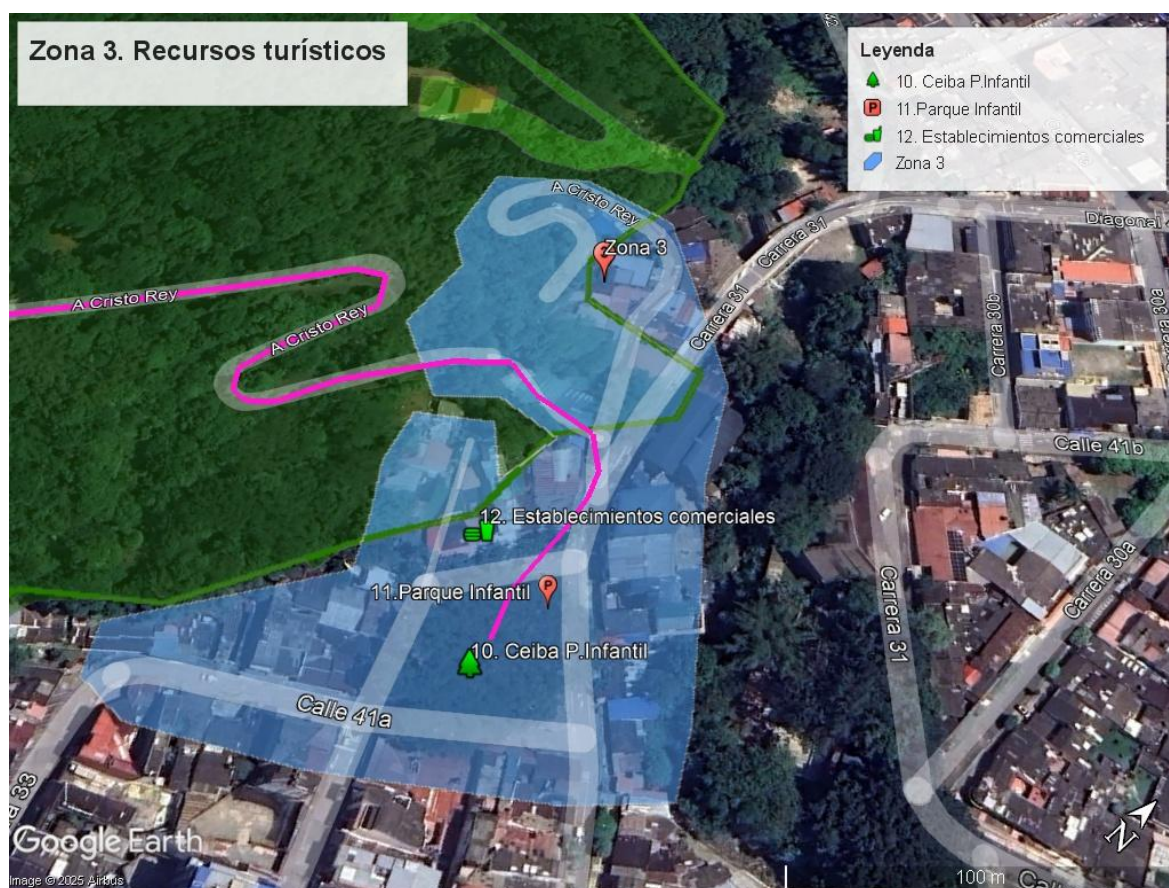 Zona 3. Recursos turísticos
Leyenda
10. Ceiba P.Infantil
11.Parque Infantil
12. Establecimientos comerciales
Zona 3
A Cristo Rey
Zona 3
Carrera 31
Diagonal
A Cristo Rey
A Cristo Rey
Carrera 31
Carrera 30b
Carrera 30a
Calle 41b
12. Establecimientos comerciales
11.Parque Infantil
P
Carrera 30a
Carrera 31
10. Ceiba P.Infantil
Calle 41a
33
Google Earth
N
Image © 2025 Airbus
100 m